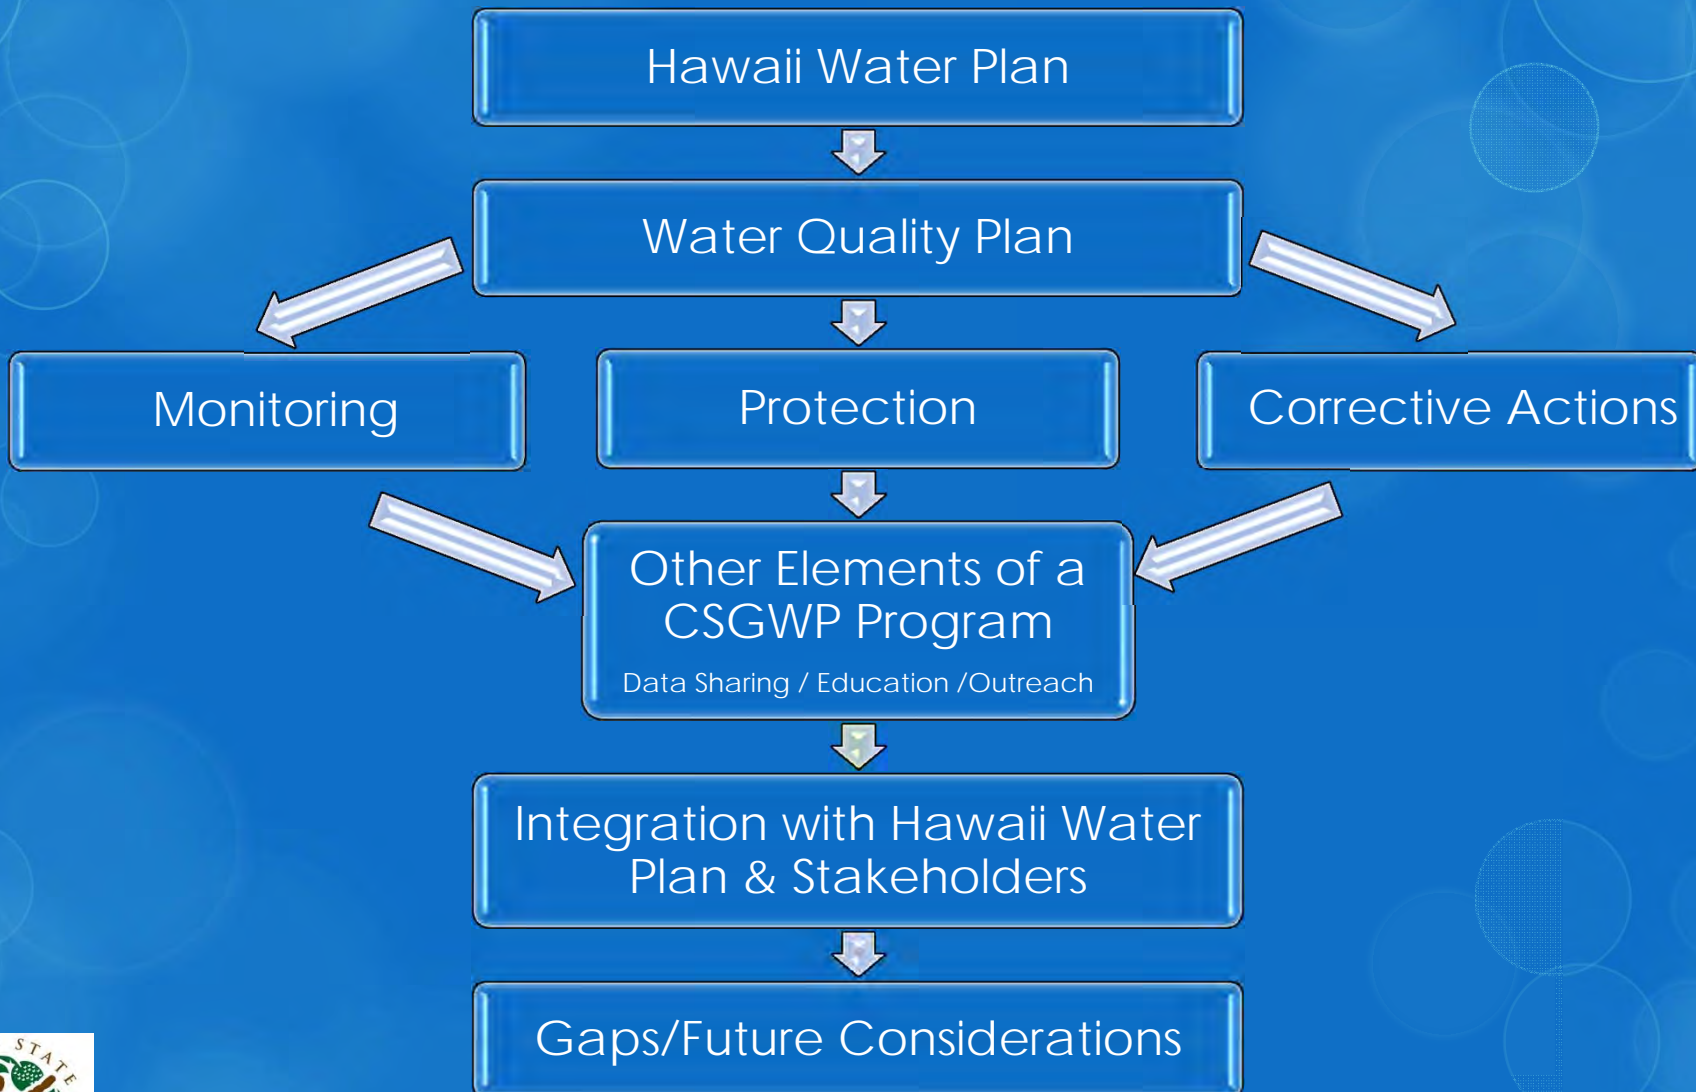 Hawaii Water Plan
Water Quality Plan
Monitoring
Protection
Corrective Actions
Other Elements of a
CSGWP Program
Data Sharing / Education /Outreach
Integration with Hawaii Water
Plan & Stakeholders
Gaps/Future Considerations
STATE